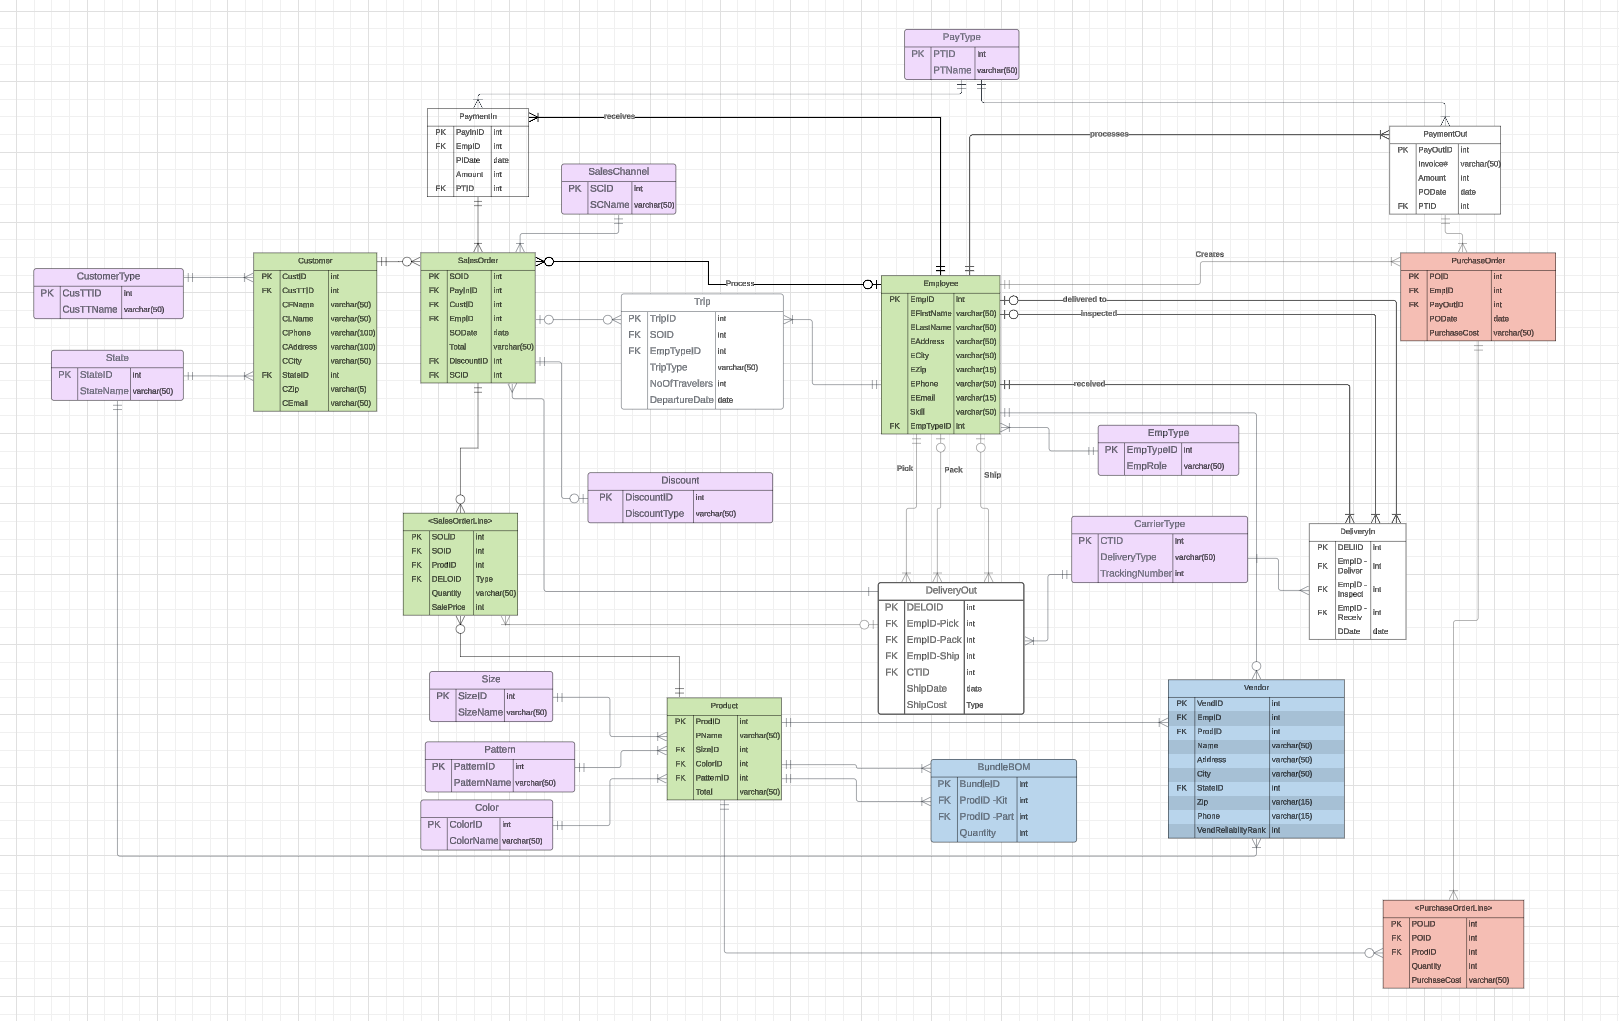 PayType
PK PTID int
PTName varchar(50)
PaymentIn
PK PayInID int
FK EmpID int
PIDate date
Amount int
FK PTID int
receives
processes
PaymentOut
PK PayOutID int
Invoice# varchar(50)
Amount int
PODate date
FK PTID int
SalesChannel
PK SCID int
SCName varchar(50)
CustomerType
PK CusTTID int
CusTTName varchar(50)
State
PK StateID int
StateName varchar(50)
Customer
PK CustID int
FK CusTTID int
CFName varchar(50)
CLName varchar(50)
CPhone varchar(100)
CAddress varchar(100)
CCity varchar(50)
FK StateID int
CZip varchar(5)
CEmail varchar(50)
SalesOrder
PK SOID int
FK PayInID int
FK CustID int
FK EmpID int
SODate date
Total varchar(50)
FK DiscountID int
FK SCID int
Process
Trip
PK TripID int
FK SOID int
FK EmpTypeID int
TripType varchar(50)
NoOfTravelers int
DepartureDate date
Employee
PK EmpID int
EFirstName varchar(50)
ELastName varchar(50)
EAddress varchar(50)
ECity varchar(50)
EZip varchar(15)
EPhone varchar(50)
EEmail varchar(15)
Skill varchar(50)
FK EmpTypeID int
Creates
delivered to
inspected
received
PurchaseOrder
PK POID int
FK EmpID int
FK PayOutID int
PODate date
PurchaseCost varchar(50)
Pick
Pack
Ship
EmpType
PK EmpTypeID int
EmpRole varchar(50)
Discount
PK DiscountID int
DiscountType varchar(50)
<SalesOrderLine>
PK SOLID int
FK SOID int
FK ProdID int
FK DELOID Type
Quantity varchar(50)
SalePrice int
CarrierType
PK CTID int
DeliveryType varchar(50)
TrackingNumber int
DeliveryIn
PK DELIID int
FK EmpID - Deliver int
FK EmpID - Inspect int
FK EmpID - Receiv int
DDate date
DeliveryOut
PK DELOID int
FK EmpID-Pick int
FK EmpID-Pack int
FK EmpID-Ship int
FK CTID int
ShipDate date
ShipCost Type
Size
PK SizeID int
SizeName varchar(50)
Pattern
PK PatternID int
PatternName varchar(50)
Color
PK ColorID int
ColorName varchar(50)
Product
PK ProdID int
PName varchar(50)
FK SizeID int
FK ColorID int
FK PatternID int
Total varchar(50)
BundleBOM
PK BundleID int
FK ProdID -Kit int
FK ProdID -Part int
Quantity int
Vendor
PK VendID int
FK EmpID int
FK ProdID int
Name varchar(50)
Address varchar(50)
City varchar(50)
FK StateID int
Zip varchar(15)
Phone varchar(15)
VendReliablityRank int
<PurchaseOrderLine>
PK POLID int
FK POID int
FK ProdID int
Quantity int
PurchaseCost varchar(50)